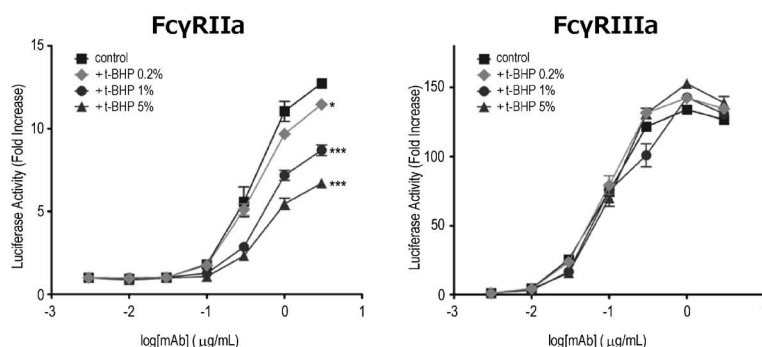 FcγRIIa
Luciferase Activity (Fold Increase)
15
10
5
0
control
+ t-BHP 0.2%
+ t-BHP 1%
+ t-BHP 5%
*
***
***
-3
-2
-1
0
1
log[mAb] ( μg/mL)
FcγRIIIa
Luciferase Activity (Fold Increase)
150
100
50
0
control
+ t-BHP 0.2%
+ t-BHP 1%
+ t-BHP 5%
-3
-2
-1
0
1
log[mAb] ( μg/mL)